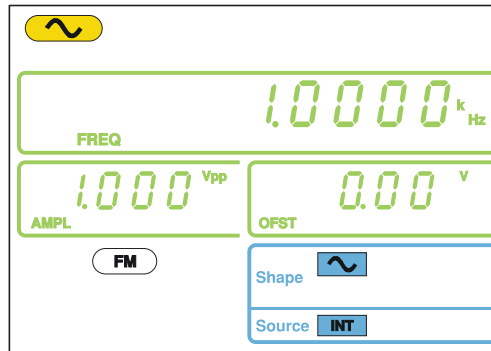 1.0000 k Hz
FREQ
1.000 Vpp
AMPL
0.00 V
OFST
FM
Shape
Source INT